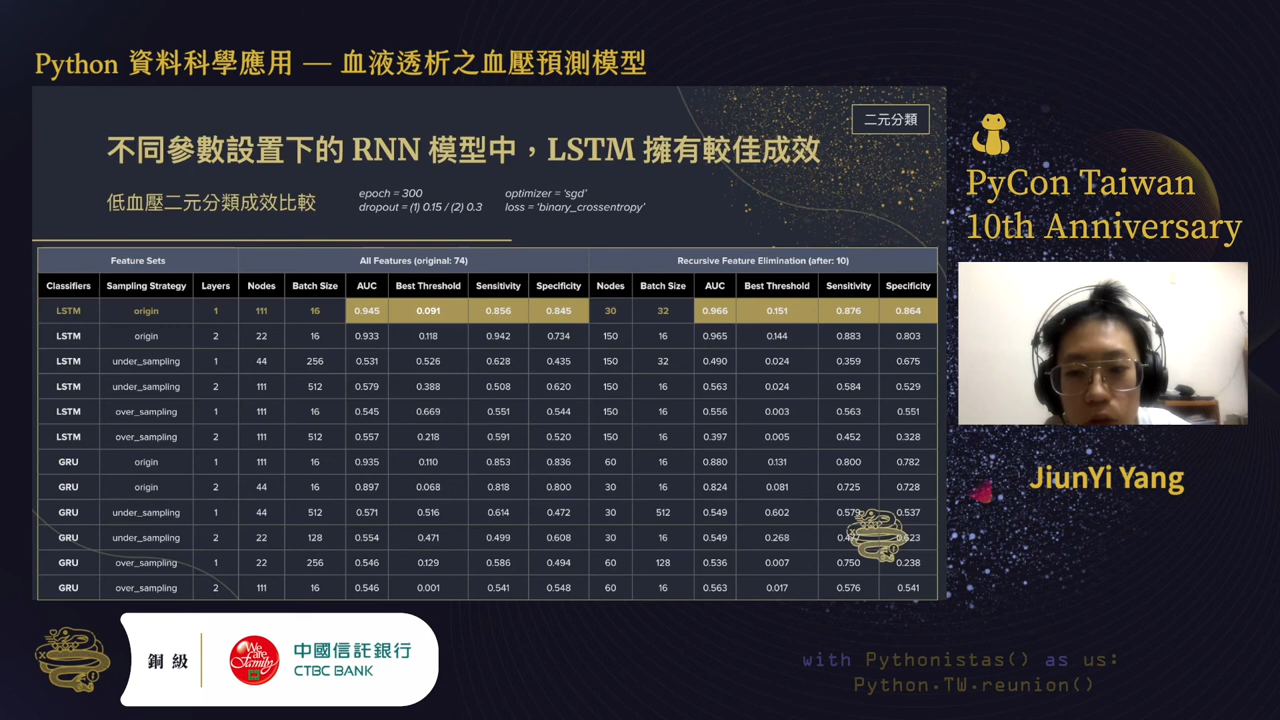 Python 資料科學應用 — 血液透析之血壓預測模型
二元分類
不同參數設置下的 RNN 模型中，LSTM 擁有較佳成效
低血壓二元分類成效比較
epoch = 300
dropout = (1) 0.15 / (2) 0.3
optimizer = 'sgd'
loss = 'binary_crossentropy'
Feature Sets All Features (original: 74) Recursive Feature Elimination (after: 10)
Classifiers Sampling Strategy Layers Nodes Batch Size AUC Best Threshold Sensitivity Specificity Nodes Batch Size AUC Best Threshold Sensitivity Specificity
LSTM origin 1 111 16 0.945 0.091 0.856 0.845 30 32 0.966 0.151 0.876 0.864
LSTM origin 2 22 16 0.933 0.118 0.942 0.734 150 16 0.965 0.144 0.883 0.803
LSTM under_sampling 1 44 256 0.531 0.526 0.628 0.435 150 32 0.490 0.024 0.359 0.675
LSTM under_sampling 2 111 512 0.579 0.388 0.508 0.620 150 16 0.563 0.024 0.584 0.529
LSTM over_sampling 1 111 16 0.545 0.669 0.551 0.544 150 16 0.556 0.003 0.563 0.551
LSTM over_sampling 2 111 512 0.557 0.218 0.591 0.520 150 16 0.397 0.005 0.452 0.328
GRU origin 1 111 16 0.935 0.110 0.853 0.836 60 16 0.880 0.131 0.800 0.782
GRU origin 2 44 16 0.897 0.068 0.818 0.800 30 16 0.824 0.081 0.725 0.728
GRU under_sampling 1 44 512 0.571 0.516 0.614 0.472 30 512 0.549 0.602 0.579 0.537
GRU under_sampling 2 22 128 0.554 0.471 0.499 0.608 30 16 0.549 0.268 0.623
GRU over_sampling 1 22 256 0.546 0.129 0.586 0.494 60 128 0.536 0.007 0.750 0.238
GRU over_sampling 2 111 16 0.546 0.001 0.541 0.548 60 16 0.563 0.017 0.576 0.541
PyCon Taiwan
10th Anniversary
JiunYi Yang
銅級
We are Family
中國信託銀行
CTBC BANK
with Pythonistas() as us:
Python.TW.reunion()